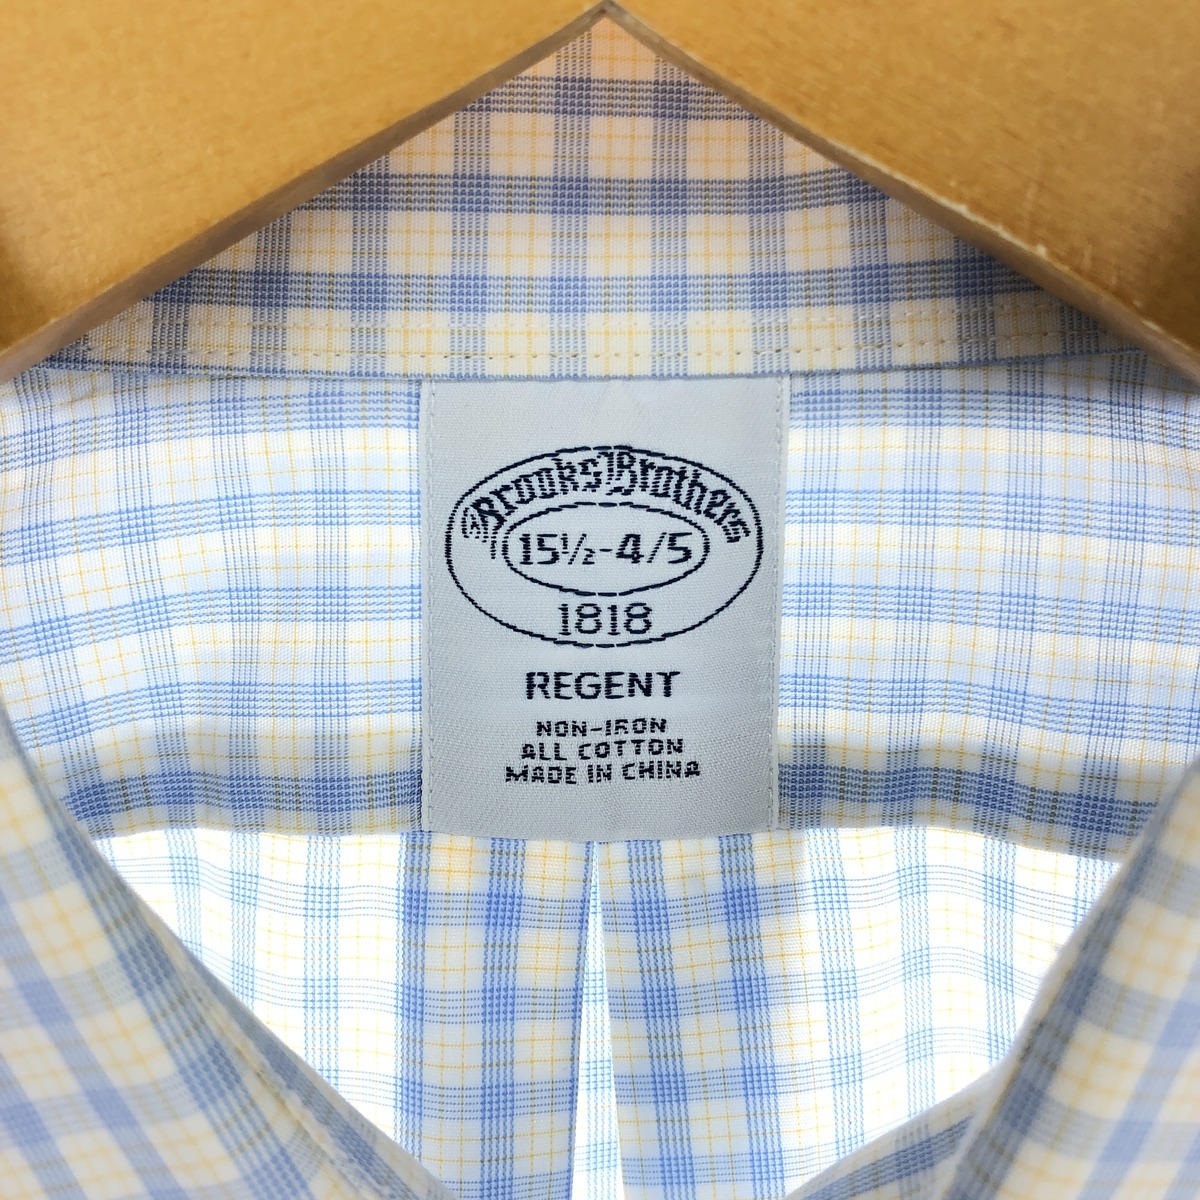 Brooks Brothers
15½-4/5
1818
REGENT
NON-IRON
ALL COTTON
MADE IN CHINA